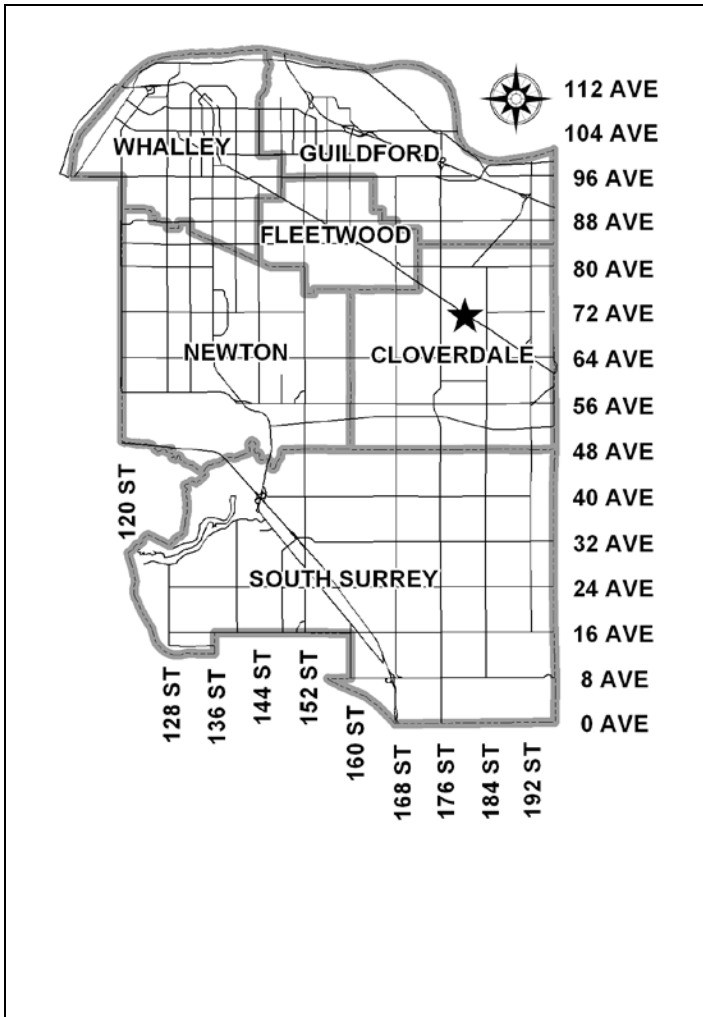 112 AVE
104 AVE
WHALLEY
GUILDFORD
96 AVE
88 AVE
FLEETWOOD
80 AVE
72 AVE
NEWTON
CLOVERDALE
64 AVE
56 AVE
48 AVE
120 ST
40 AVE
32 AVE
SOUTH SURREY
24 AVE
16 AVE
8 AVE
0 AVE
128 ST
136 ST
144 ST
152 ST
160 ST
168 ST
176 ST
184 ST
192 ST